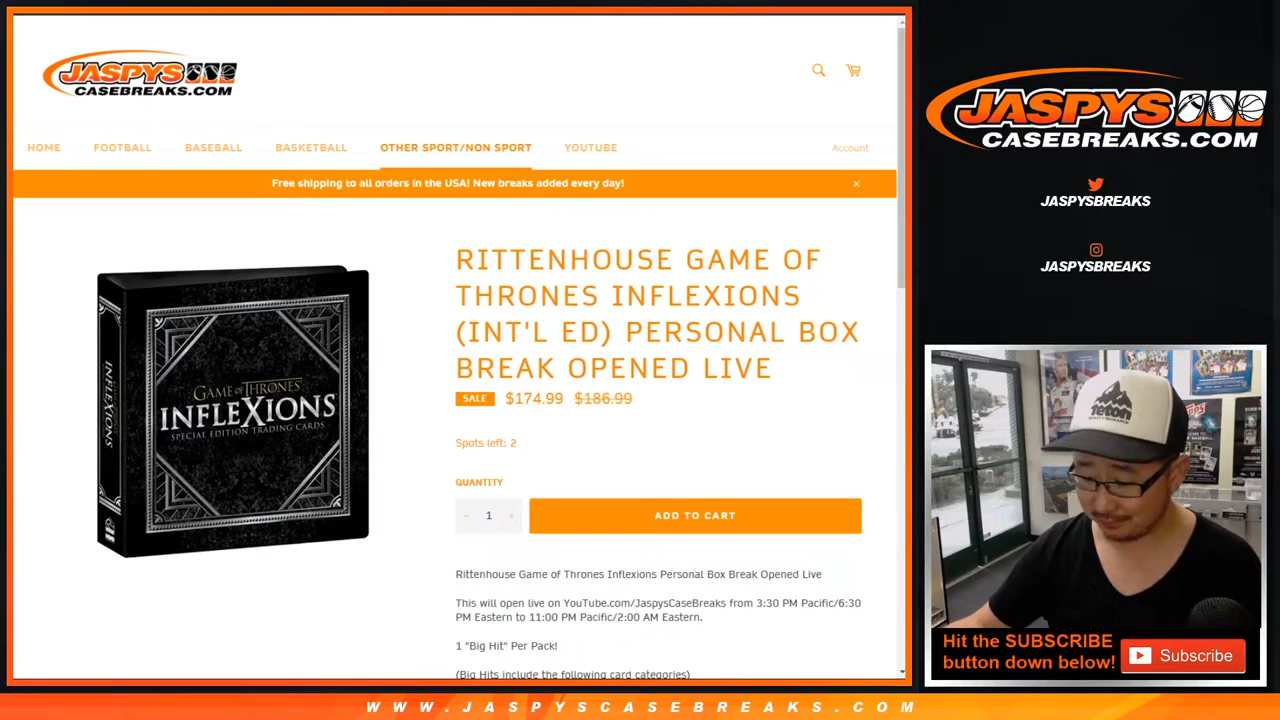 JASPYS
CASEBREAKS.COM
HOME FOOTBALL BASEBALL BASKETBALL OTHER SPORT/NON SPORT YOUTUBE Account
Free shipping to all orders in the USA! New breaks added every day! ×
RITTENHOUSE GAME OF
THRONES INFLEXIONS
(INT'L ED) PERSONAL BOX
BREAK OPENED LIVE
SALE $174.99 $186.99
Spots left: 2
QUANTITY
− 1 + ADD TO CART
Rittenhouse Game of Thrones Inflexions Personal Box Break Opened Live
This will open live on YouTube.com/JaspysCaseBreaks from 3:30 PM Pacific/6:30
PM Eastern to 11:00 PM Pacific/2:00 AM Eastern.
1 "Big Hit" Per Pack!
(Big Hits include the following card categories)
INFLEXIONS
GAME OF THRONES
INFLEXIONS
SPECIAL EDITION TRADING CARDS
JASPYS
CASEBREAKS.COM
JASPYSBREAKS
JASPYSBREAKS
TETON
Hit the SUBSCRIBE
button down below!
Subscribe
WWW.JASPYSCASEBREAKS.COM